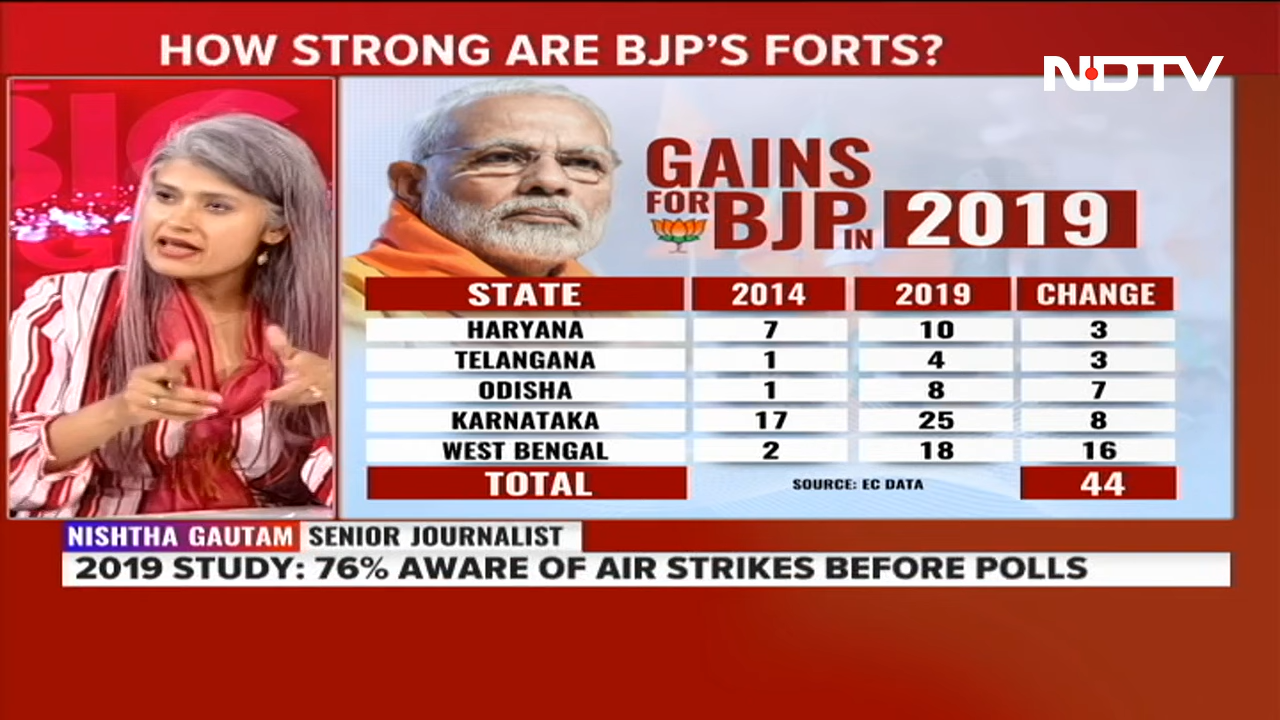 HOW STRONG ARE BJP'S FORTS?
NDTV
GAINS
FOR BJP IN 2019
STATE 2014 2019 CHANGE
HARYANA 7 10 3
TELANGANA 1 4 3
ODISHA 1 8 7
KARNATAKA 17 25 8
WEST BENGAL 2 18 16
TOTAL SOURCE: EC DATA 44
NISHTHA GAUTAM SENIOR JOURNALIST
2019 STUDY: 76% AWARE OF AIR STRIKES BEFORE POLLS